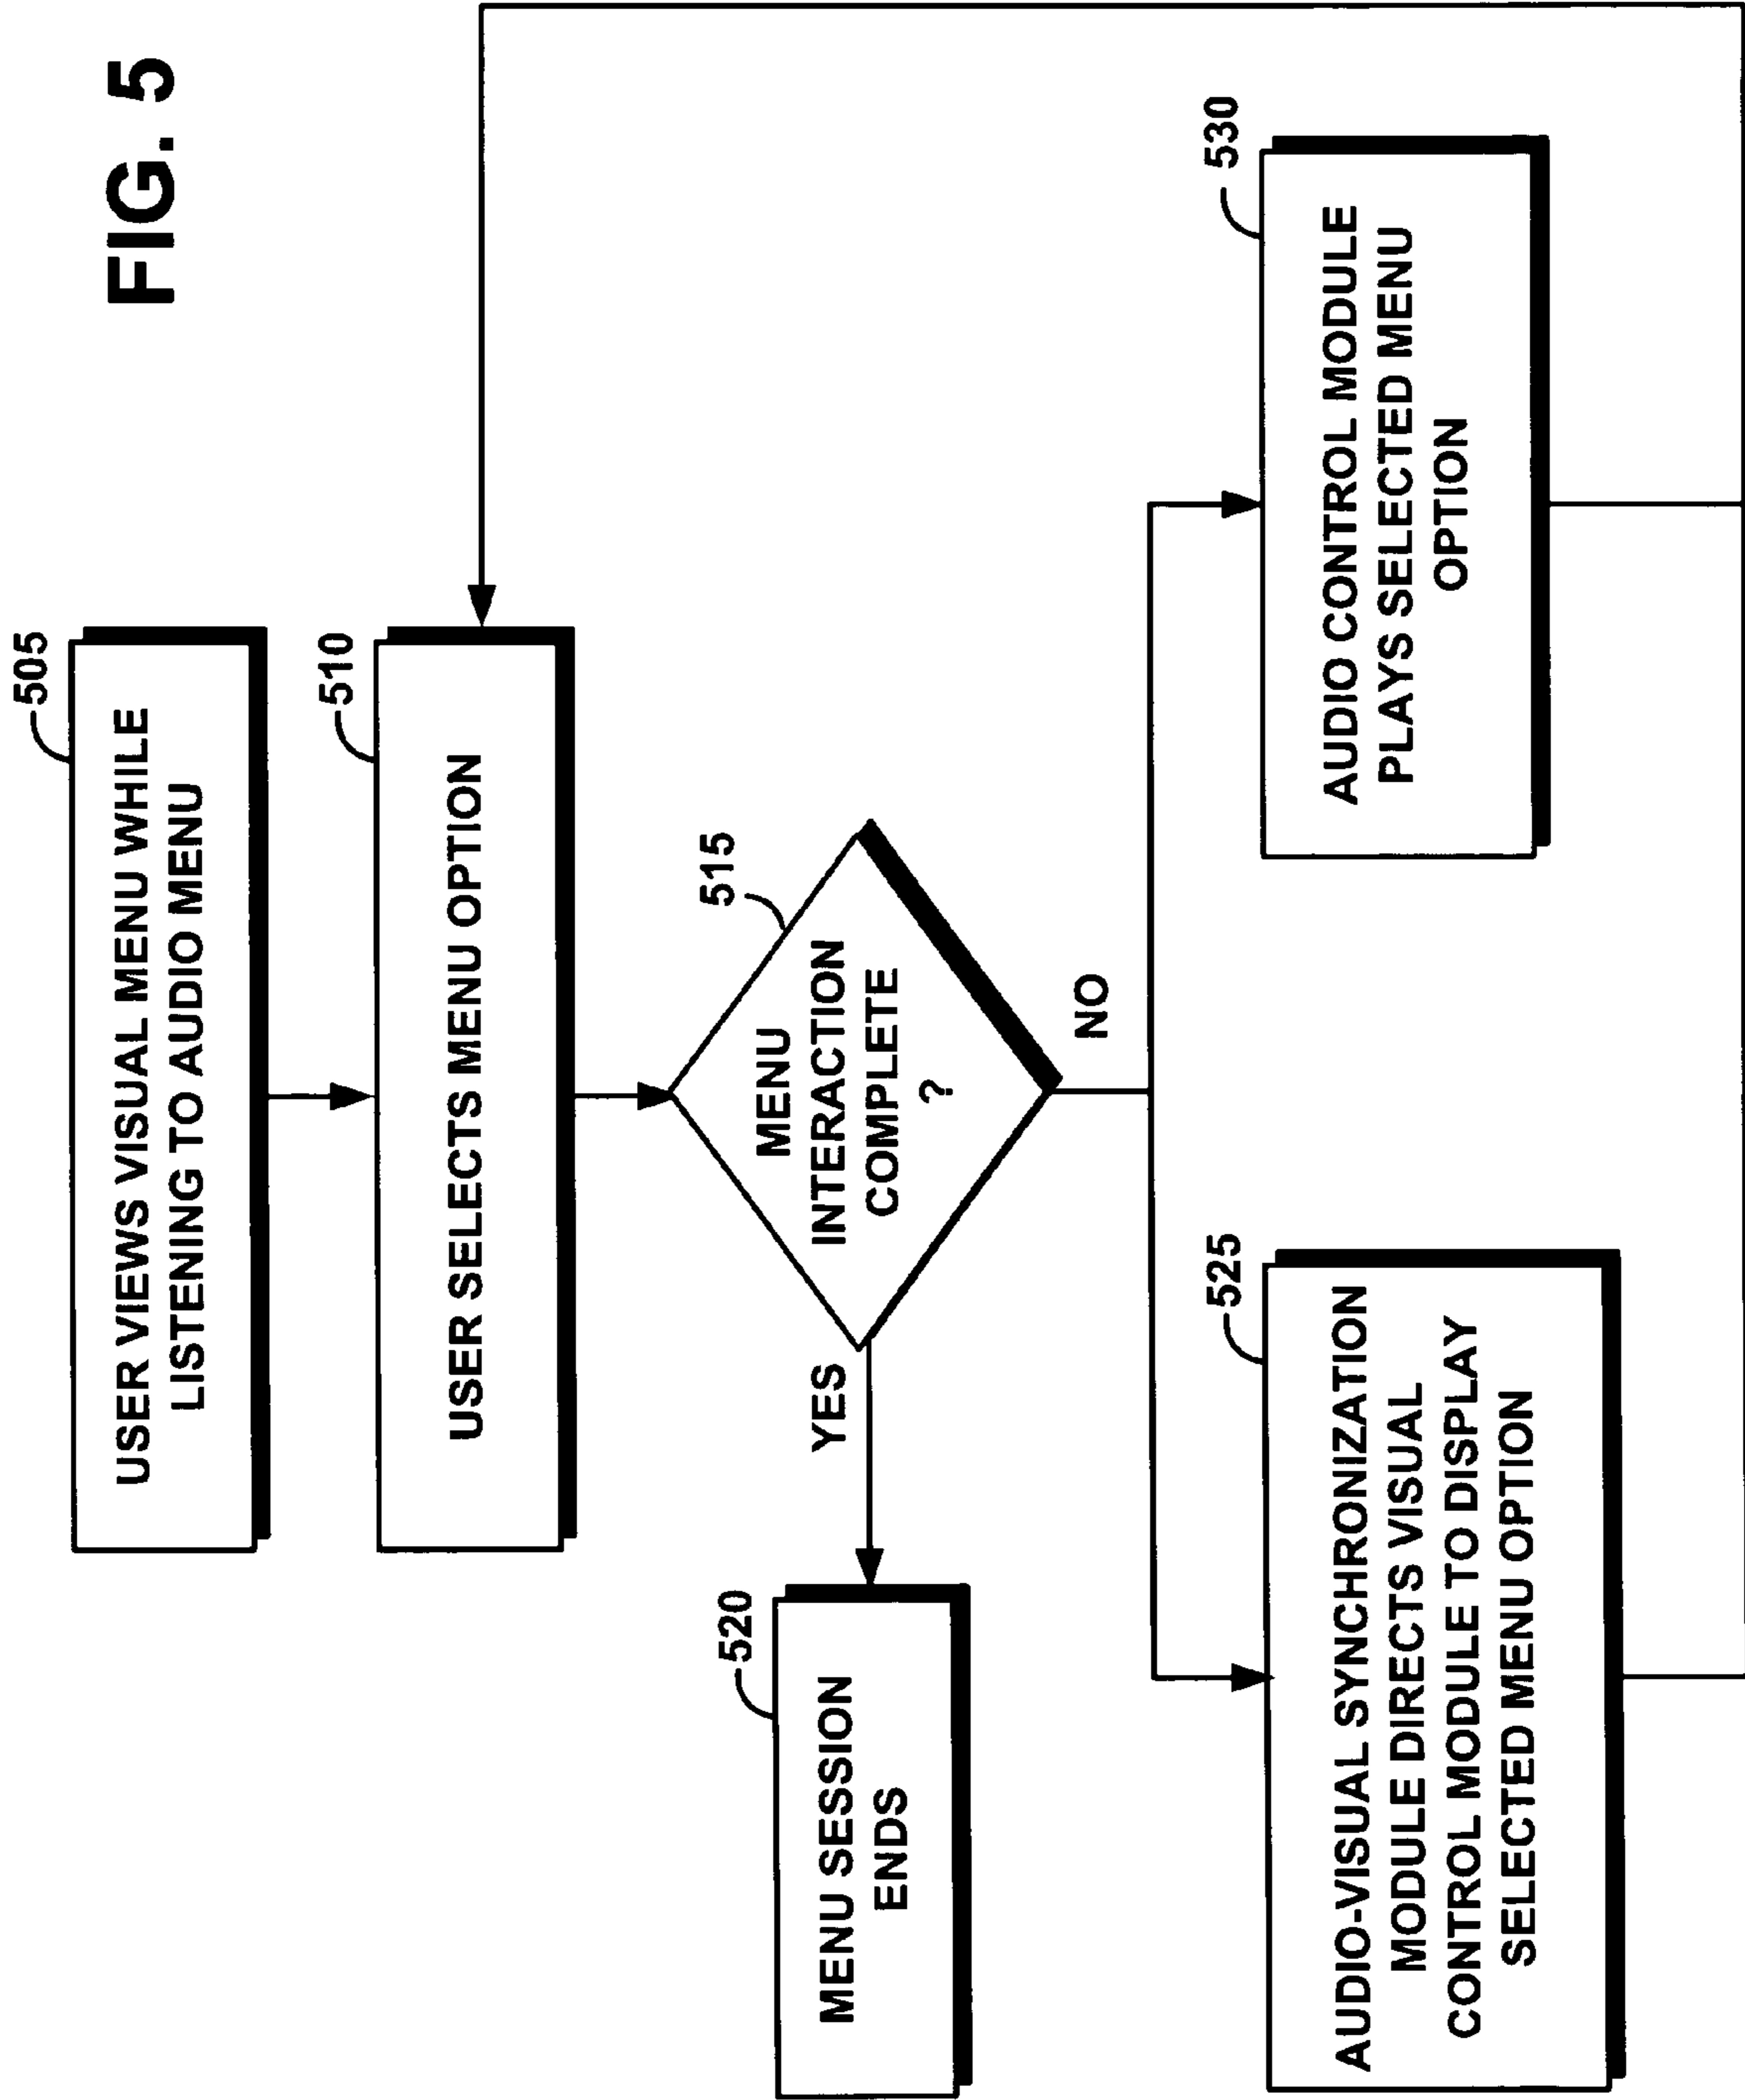 FIG. 5
505
USER VIEWS VISUAL MENU WHILE
LISTENING TO AUDIO MENU
510
USER SELECTS MENU OPTION
515
MENU
INTERACTION
COMPLETE
?
YES
NO
520
MENU SESSION
ENDS
525
AUDIO-VISUAL SYNCHRONIZATION
MODULE DIRECTS VISUAL
CONTROL MODULE TO DISPLAY
SELECTED MENU OPTION
530
AUDIO CONTROL MODULE
PLAYS SELECTED MENU
OPTION